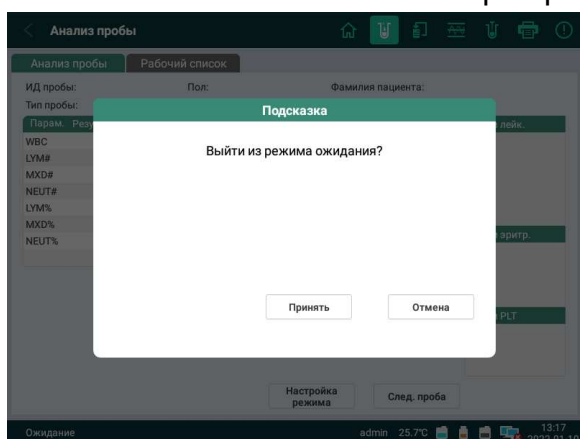 Анализ пробы
Анализ пробы Рабочий список
ИД пробы: Пол: Фамилия пациента:
Тип пробы:
Подсказка
Парам. Резу лейк.
WBC
Выйти из режима ожидания?
LYM#
MXD#
NEUT#
LYM%
MXD%
NEUT% эритр.
Принять Отмена
PLT
Настройка
режима
След. проба
Ожидание admin 25.7℃ 13:17